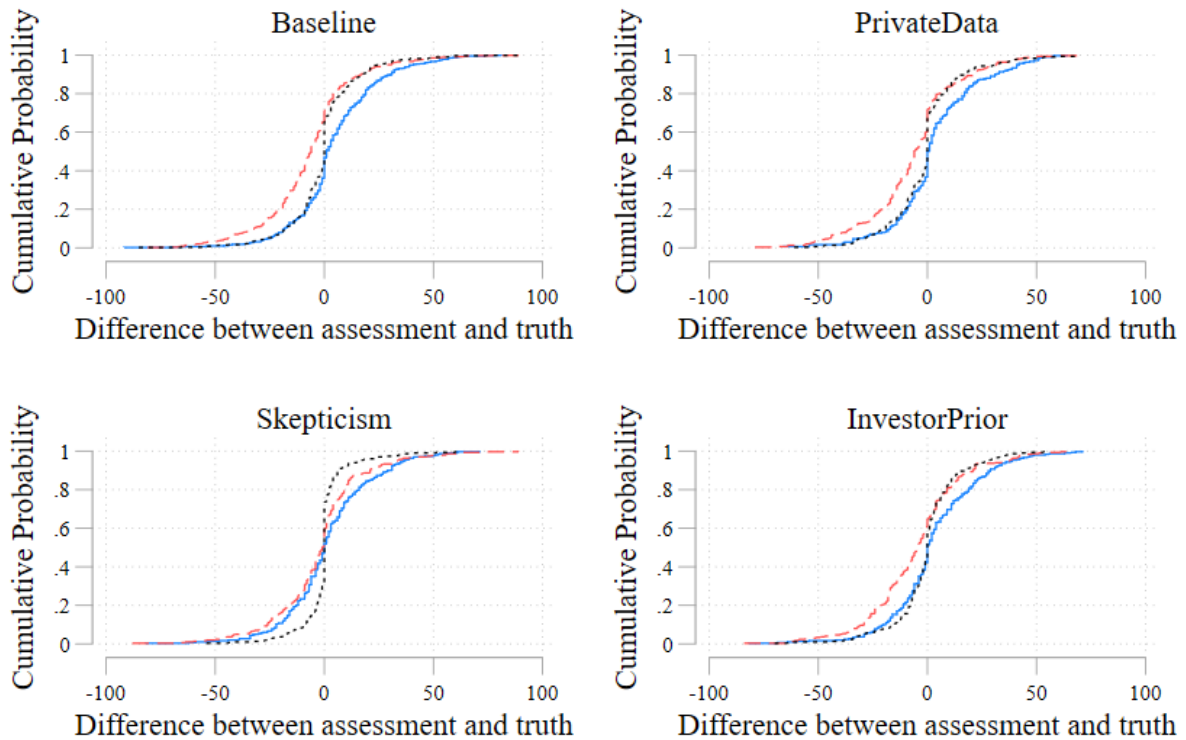 Baseline
Cumulative Probability
1
.8
.6
.4
.2
0
-100 -50 0 50 100
Difference between assessment and truth
PrivateData
Cumulative Probability
1
.8
.6
.4
.2
0
-100 -50 0 50 100
Difference between assessment and truth
Skepticism
Cumulative Probability
1
.8
.6
.4
.2
0
-100 -50 0 50 100
Difference between assessment and truth
InvestorPrior
Cumulative Probability
1
.8
.6
.4
.2
0
-100 -50 0 50 100
Difference between assessment and truth